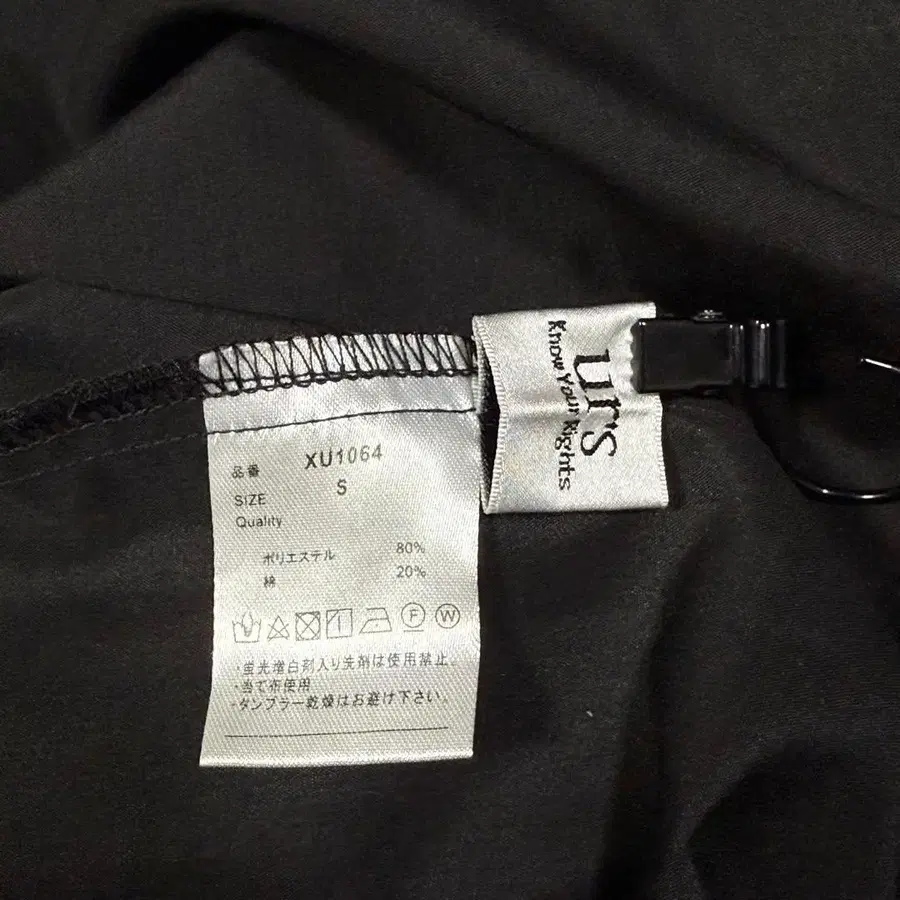 品番 XU1064
SIZE S
Quality
ポリエステル 80%
綿 20%
F W
・蛍光増白剤入り洗剤は使用禁止。
・当て布使用
・タンブラー乾燥はお避け下さい。
urs
Know Your Rights